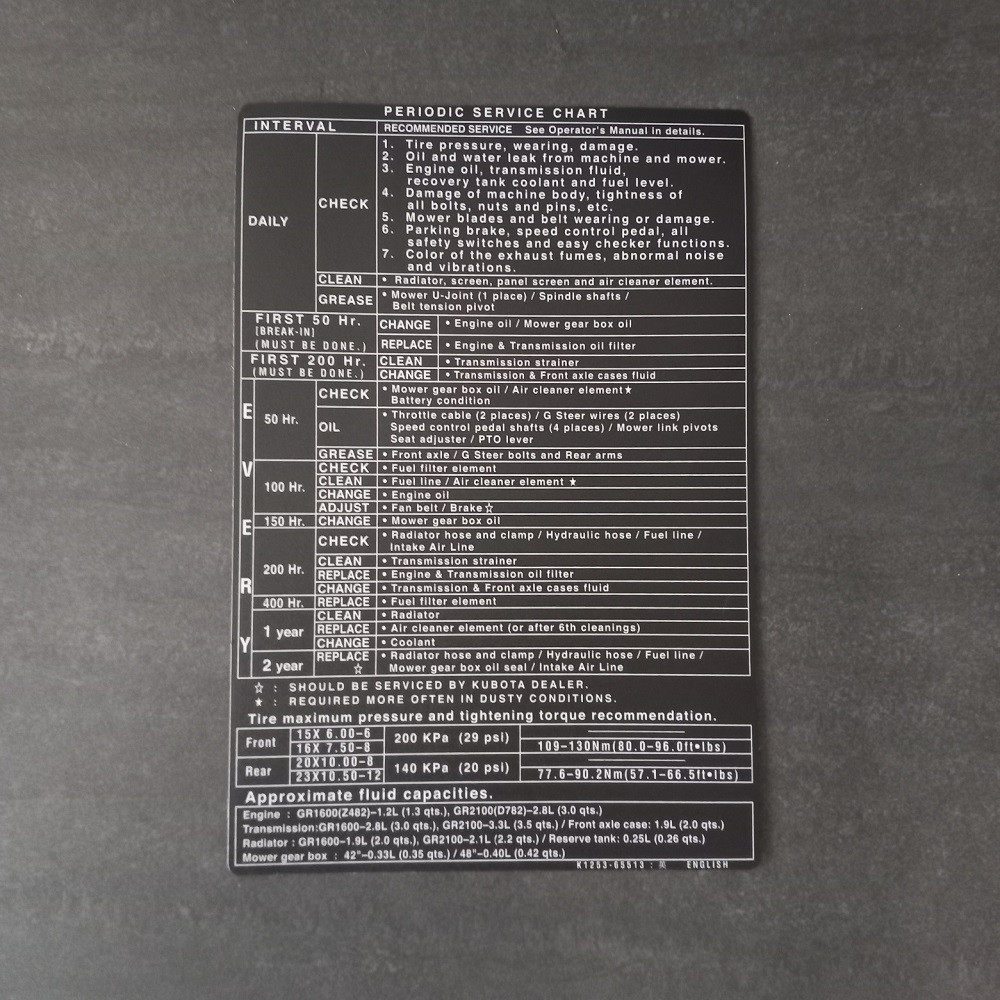 PERIODIC SERVICE CHART
INTERVAL RECOMMENDED SERVICE See Operator's Manual in details.
DAILY
CHECK
1. Tire pressure, wearing, damage.
2. Oil and water leak from machine and mower.
3. Engine oil, transmission fluid,
recovery tank coolant and fuel level.
4. Damage of machine body, tightness of
all bolts, nuts and pins, etc.
5. Mower blades and belt wearing or damage.
6. Parking brake, speed control pedal, all
safety switches and easy checker functions.
7. Color of the exhaust fumes, abnormal noise
and vibrations.
CLEAN • Radiator, screen, panel screen and air cleaner element.
GREASE • Mower U-Joint (1 place) / Spindle shafts /
Belt tension pivot
FIRST 50 Hr.
[BREAK-IN]
(MUST BE DONE.)
CHANGE • Engine oil / Mower gear box oil
REPLACE • Engine & Transmission oil filter
FIRST 200 Hr.
(MUST BE DONE.)
CLEAN • Transmission strainer
CHANGE • Transmission & Front axle cases fluid
EVERY
50 Hr.
CHECK • Mower gear box oil / Air cleaner element★
Battery condition
OIL • Throttle cable (2 places) / G Steer wires (2 places)
Speed control pedal shafts (4 places) / Mower link pivots
Seat adjuster / PTO lever
GREASE • Front axle / G Steer bolts and Rear arms
100 Hr.
CHECK • Fuel filter element
CLEAN • Fuel line / Air cleaner element ★
CHANGE • Engine oil
ADJUST • Fan belt / Brake☆
150 Hr. CHANGE • Mower gear box oil
200 Hr.
CHECK • Radiator hose and clamp / Hydraulic hose / Fuel line /
Intake Air Line
CLEAN • Transmission strainer
REPLACE • Engine & Transmission oil filter
CHANGE • Transmission & Front axle cases fluid
400 Hr. REPLACE • Fuel filter element
1 year
CLEAN • Radiator
REPLACE • Air cleaner element (or after 6th cleanings)
CHANGE • Coolant
2 year
REPLACE ☆ • Radiator hose and clamp / Hydraulic hose / Fuel line /
Mower gear box oil seal / Intake Air Line
☆ : SHOULD BE SERVICED BY KUBOTA DEALER.
★ : REQUIRED MORE OFTEN IN DUSTY CONDITIONS.
Tire maximum pressure and tightening torque recommendation.
Front
15X 6.00-6
16X 7.50-8
200 KPa (29 psi)
109-130Nm(80.0-96.0ft•lbs)
Rear
20X10.00-8
23X10.50-12
140 KPa (20 psi)
77.6-90.2Nm(57.1-66.5ft•lbs)
Approximate fluid capacities.
Engine : GR1600(Z482)-1.2L (1.3 qts.), GR2100(D782)-2.8L (3.0 qts.)
Transmission:GR1600-2.8L (3.0 qts.), GR2100-3.3L (3.5 qts.) / Front axle case: 1.9L (2.0 qts.)
Radiator : GR1600-1.9L (2.0 qts.), GR2100-2.1L (2.2 qts.) / Reserve tank: 0.25L (0.26 qts.)
Mower gear box : 42"-0.33L (0.35 qts.) / 48"-0.40L (0.42 qts.)
K1253-65513 : 英 ENGLISH